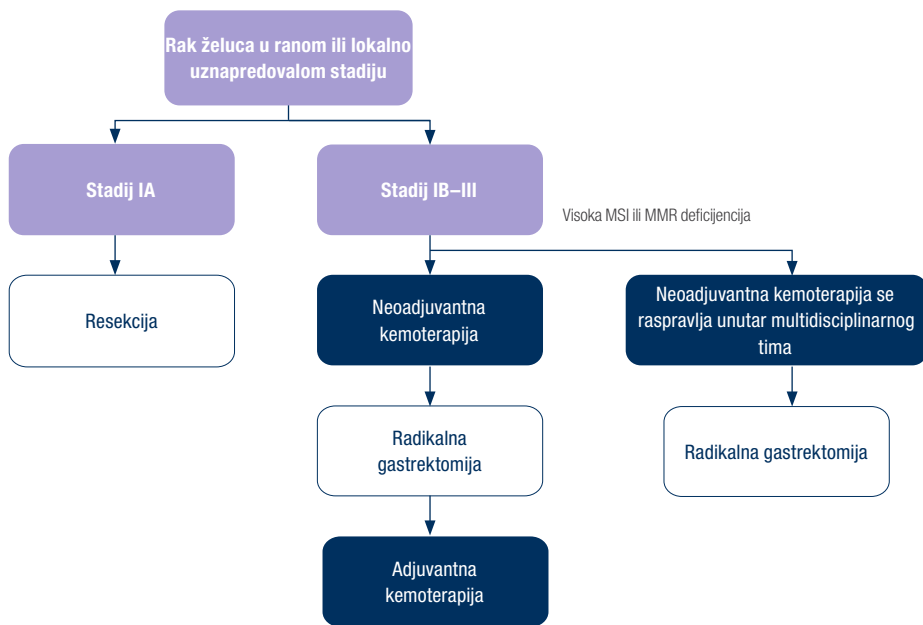 Rak želuca u ranom ili lokalno
uznapredovalom stadiju
Stadij IA
Stadij IB–III
Visoka MSI ili MMR deficijencija
Resekcija
Neoadjuvantna
kemoterapija
Neoadjuvantna kemoterapija se
raspravlja unutar multidisciplinarnog
tima
Radikalna
gastrektomija
Radikalna gastrektomija
Adjuvantna
kemoterapija